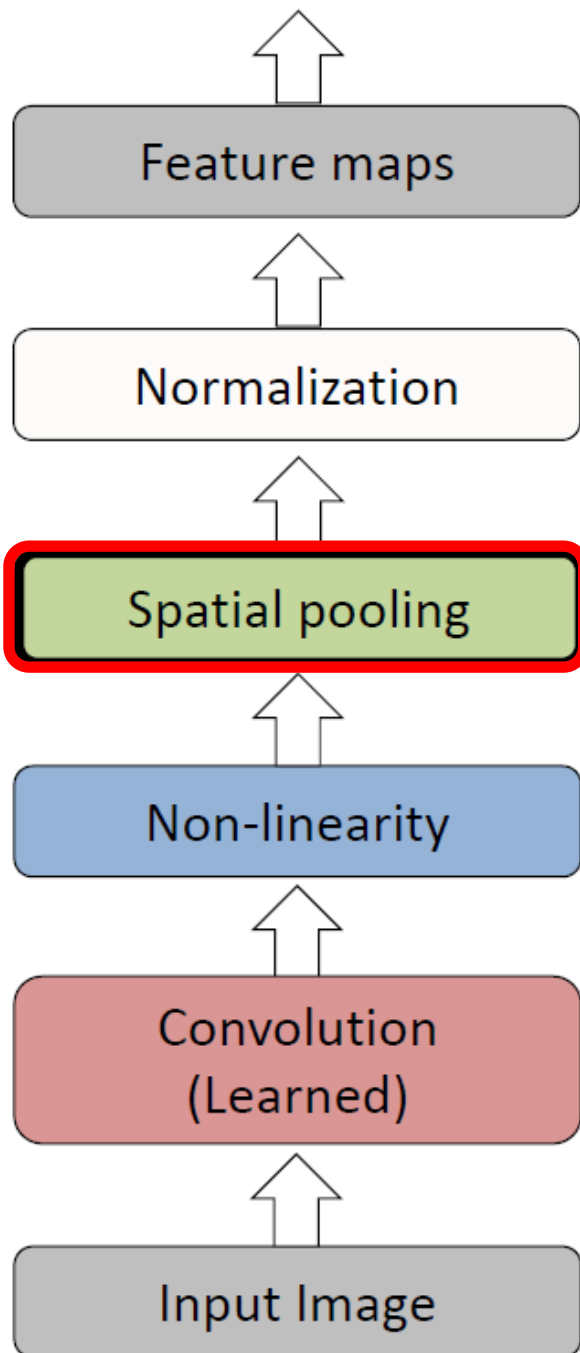 Feature maps
Normalization
Spatial pooling
Non-linearity
Convolution
(Learned)
Input Image